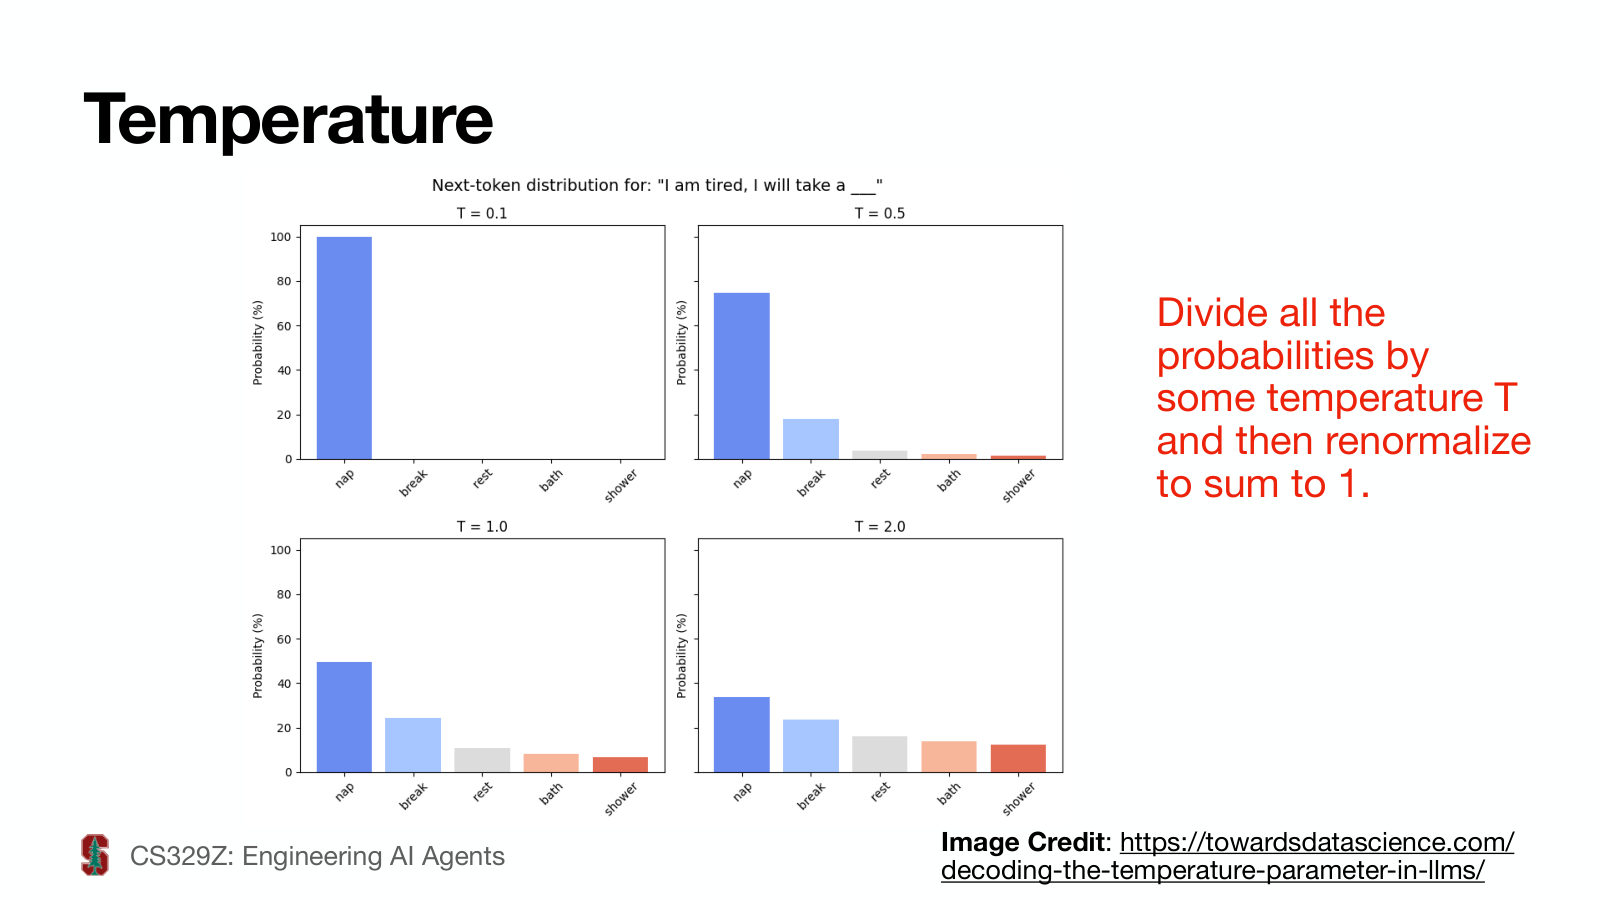 Temperature
Next-token distribution for: "I am tired, I will take a ___"
T = 0.1
100
80
60
40
20
0
Probability (%)
nap
break
rest
bath
shower
T = 0.5
Probability (%)
nap
break
rest
bath
shower
T = 1.0
100
80
60
40
20
0
Probability (%)
nap
break
rest
bath
shower
T = 2.0
Probability (%)
nap
break
rest
bath
shower
Divide all the
probabilities by
some temperature T
and then renormalize
to sum to 1.
CS329Z: Engineering AI Agents
Image Credit: https://towardsdatascience.com/
decoding-the-temperature-parameter-in-llms/